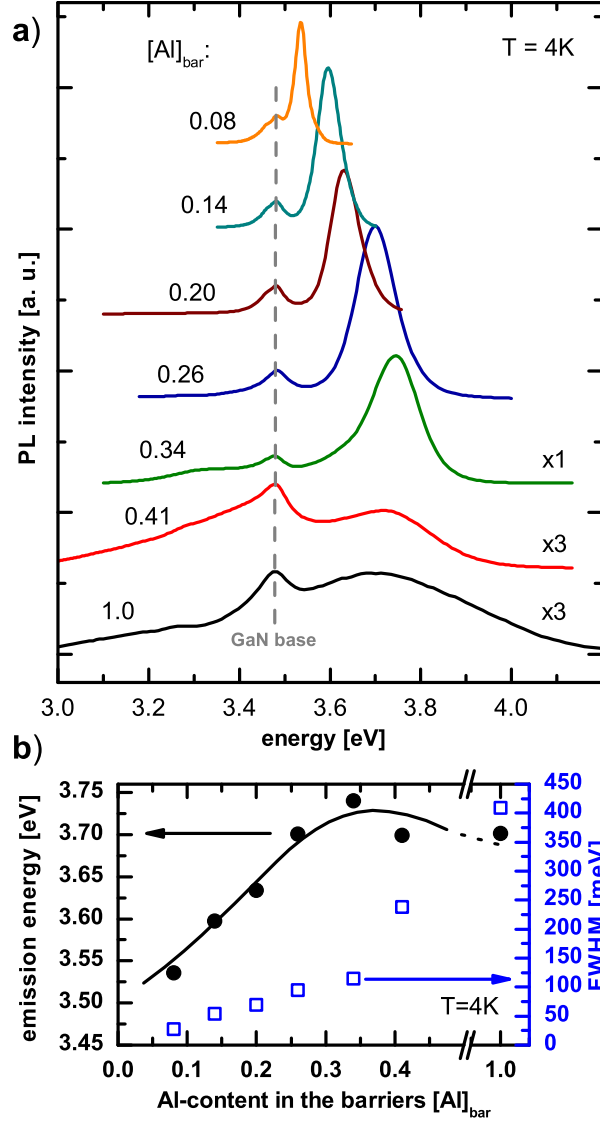 a)
[Al]bar:
T = 4K
0.08
0.14
0.20
0.26
0.34
x1
0.41
x3
1.0
x3
GaN base
PL intensity [a. u.]
3.0 3.2 3.4 3.6 3.8 4.0
energy [eV]
b)
3.75
3.70
3.65
3.60
3.55
3.50
3.45
emission energy [eV]
450
400
350
300
250
200
150
100
50
0
FWHM [meV]
T=4K
0.0 0.1 0.2 0.3 0.4 1.0
Al-content in the barriers [Al]bar